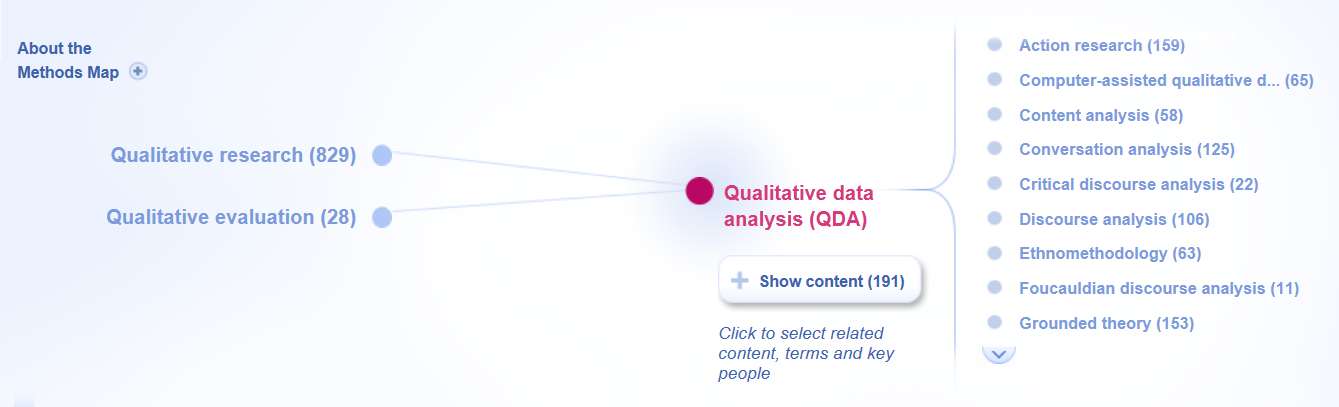 About the
Methods Map
Qualitative research (829)
Qualitative evaluation (28)
Qualitative data
analysis (QDA)
Show content (191)
Click to select related
content, terms and key
people
Action research (159)
Computer-assisted qualitative d... (65)
Content analysis (58)
Conversation analysis (125)
Critical discourse analysis (22)
Discourse analysis (106)
Ethnomethodology (63)
Foucauldian discourse analysis (11)
Grounded theory (153)